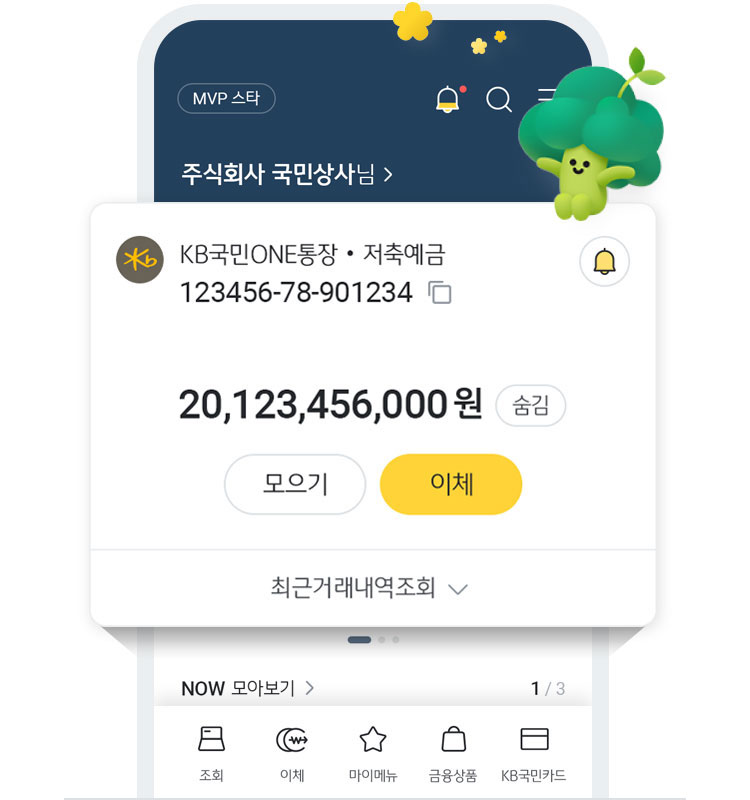 MVP 스타
주식회사 국민상사님
KB국민ONE통장 • 저축예금
123456-78-901234
20,123,456,000원 숨김
모으기 이체
최근거래내역조회
NOW 모아보기 1 / 3
조회 이체 마이메뉴 금융상품 KB국민카드